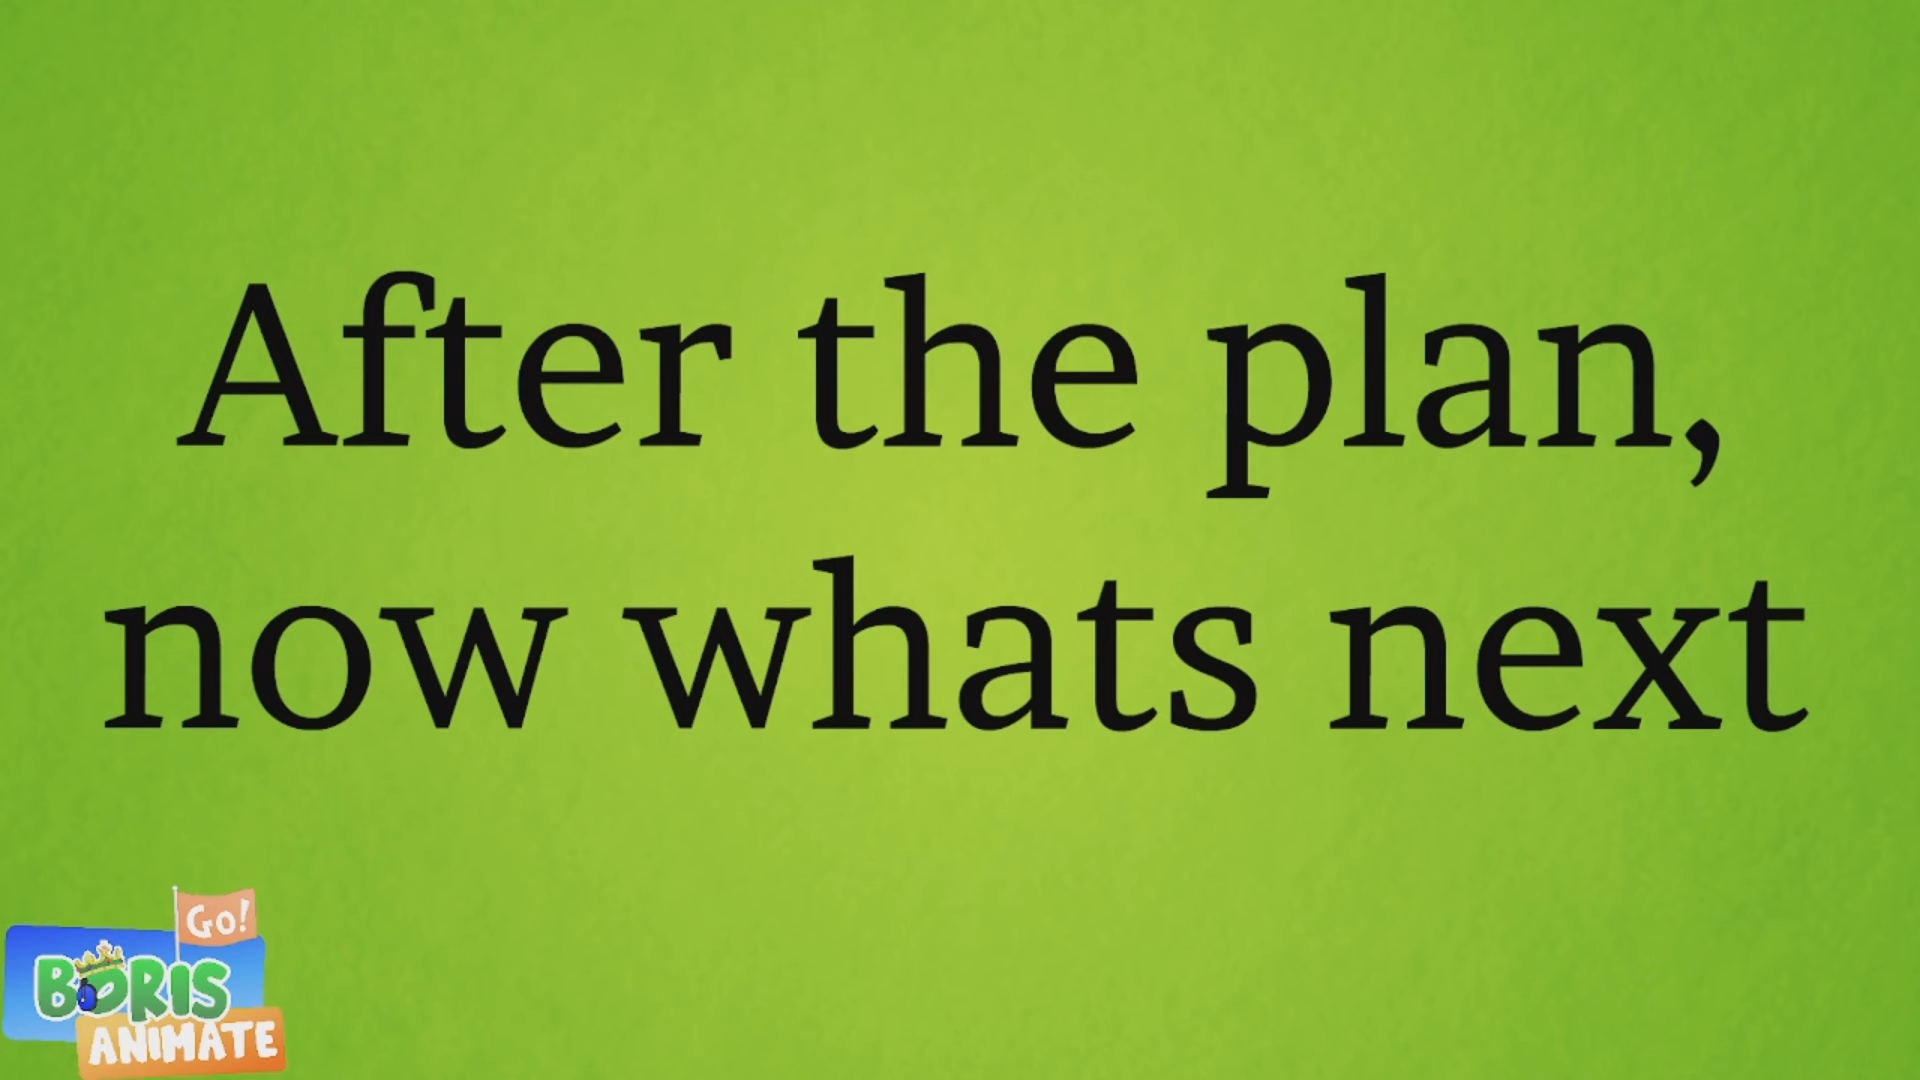 After the plan,
now whats next
Go!
BORIS
ANIMATE